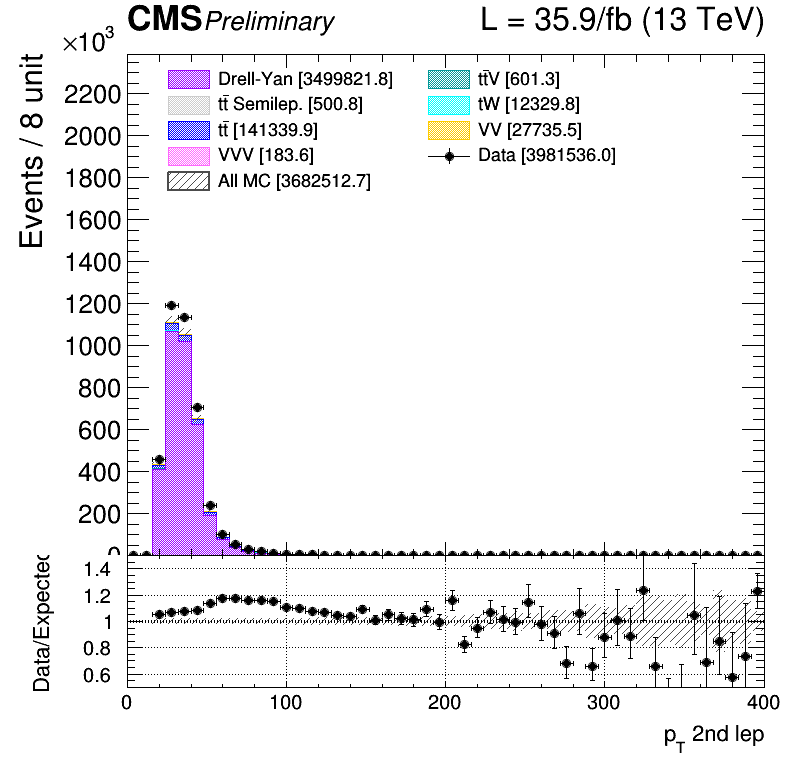 CMS Preliminary L = 35.9/fb (13 TeV)
×10³
Events / 8 unit
Drell-Yan [3499821.8]
tt̄ Semilep. [500.8]
tt̄ [141339.9]
VVV [183.6]
All MC [3682512.7]
tt̄V [601.3]
tW [12329.8]
VV [27735.5]
Data [3981536.0]
2200
2000
1800
1600
1400
1200
1000
800
600
400
200
0
Data/Expected
1.4
1.2
1
0.8
0.6
0 100 200 300 400
p_T 2nd lep